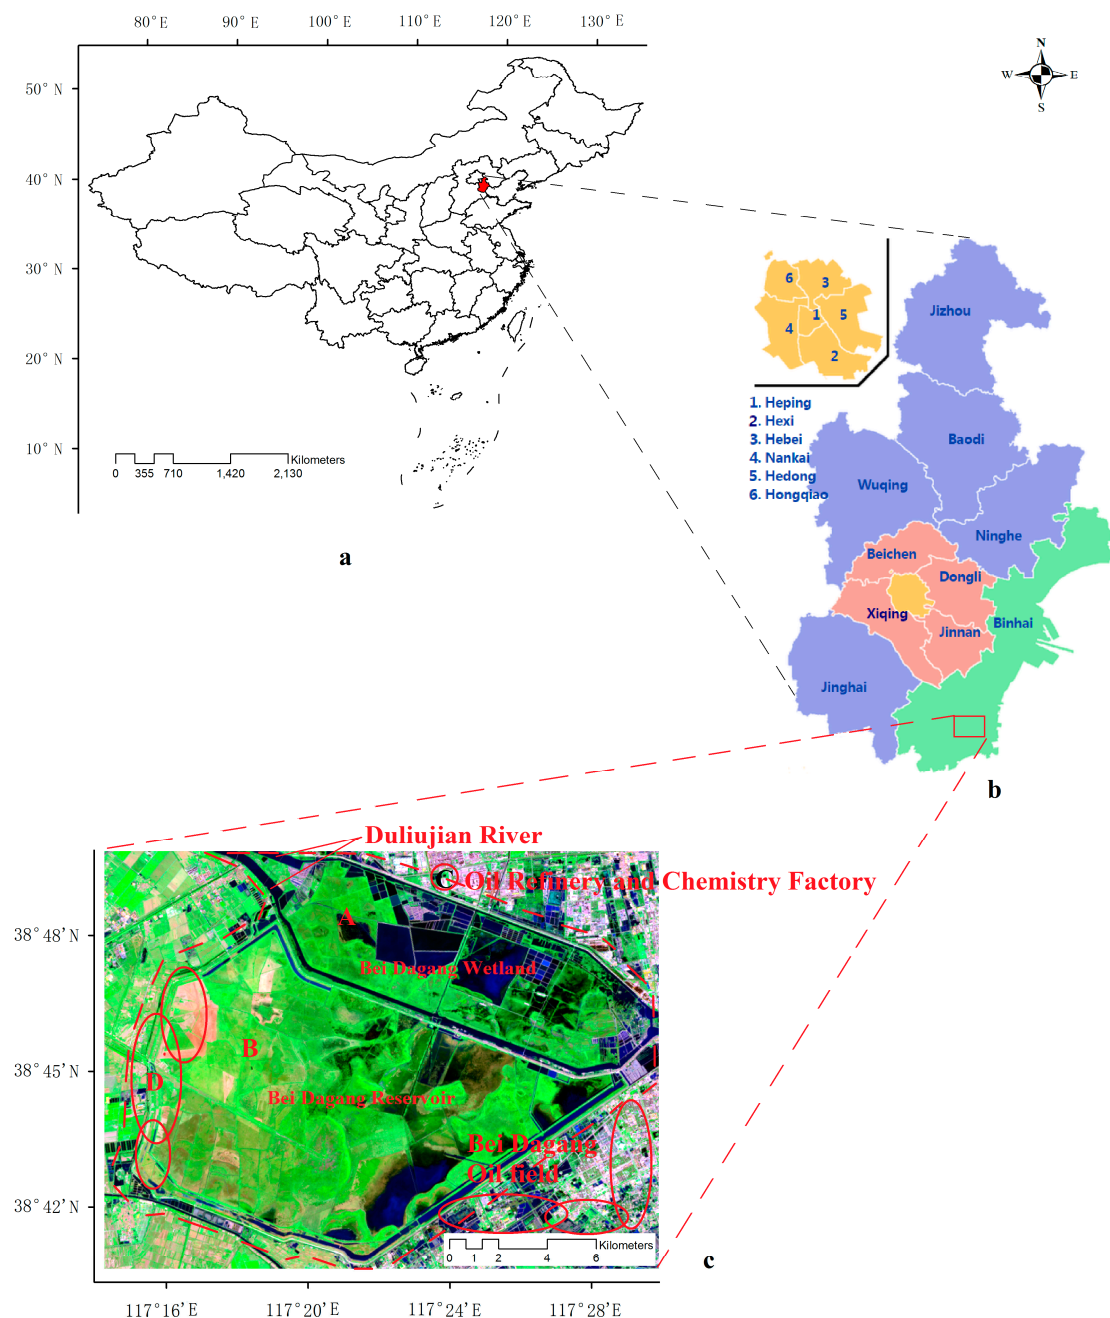 80°E 90°E 100°E 110°E 120°E 130°E
N
W E
S
50°N
40°N
30°N
20°N
10°N
Kilometers
0 355 710 1,420 2,130
a
6 3
1 5
4
2
1. Heping
2. Hexi
3. Hebei
4. Nankai
5. Hedong
6. Hongqiao
Jizhou
Baodi
Wuqing
Ninghe
Beichen
Dongli
Xiqing
Binhai
Jinnan
Jinghai
b
Duliujian River
C Oil Refinery and Chemistry Factory
A
Bei Dagang Wetland
B
D
Bei Dagang Reservoir
Bei Dagang
Oil field
38°48'N
38°45'N
38°42'N
Kilometers
0 1 2 4 6
c
117°16'E 117°20'E 117°24'E 117°28'E